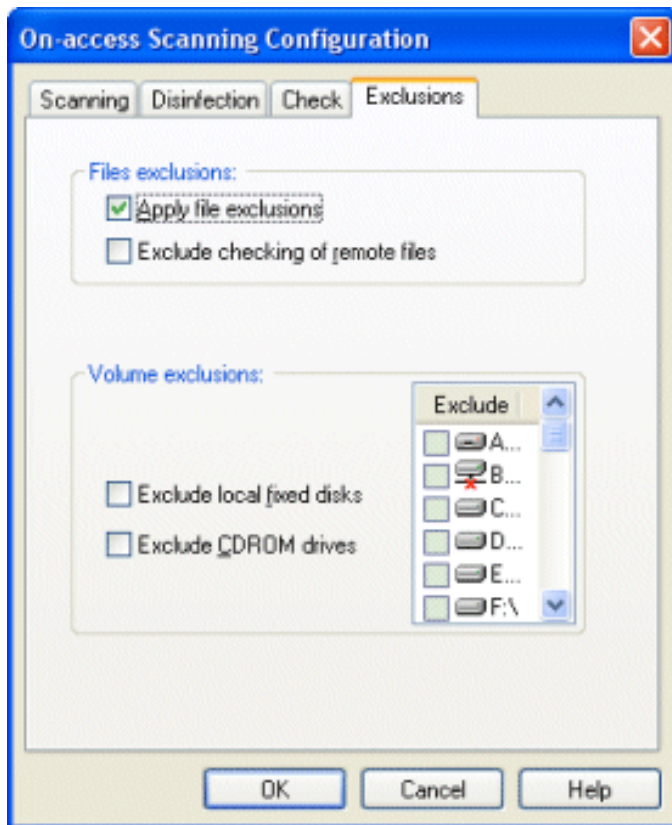 On-access Scanning Configuration
Scanning Disinfection Check Exclusions
Files exclusions:
Apply file exclusions
Exclude checking of remote files
Volume exclusions:
Exclude
A...
B...
C...
D...
E...
F:\
Exclude local fixed disks
Exclude CDROM drives
OK Cancel Help